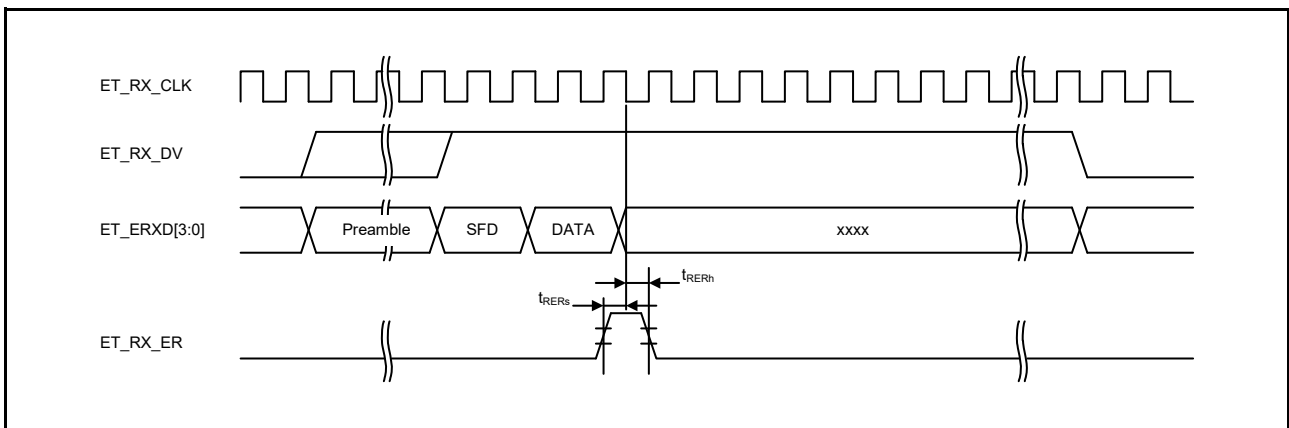 ET_RX_CLK
ET_RX_DV
ET_ERXD[3:0]
Preamble
SFD
DATA
xxxx
tRERh
tRERs
ET_RX_ER